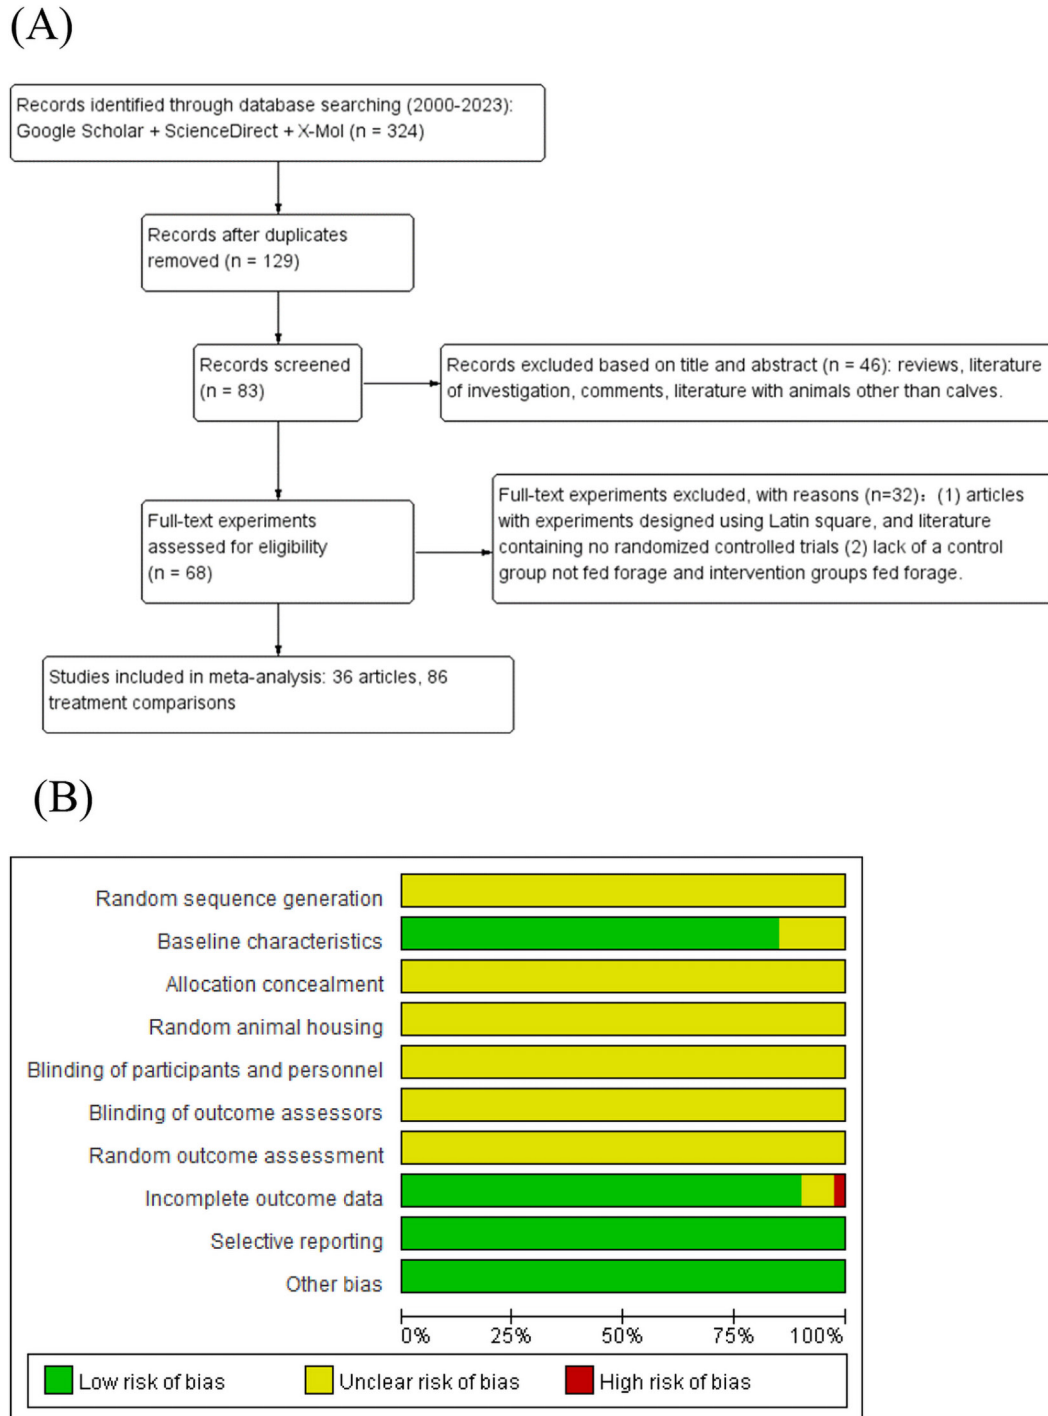 (A)
Records identified through database searching (2000-2023):
Google Scholar + ScienceDirect + X-Mol (n = 324)
Records after duplicates
removed (n = 129)
Records screened
(n = 83)
Records excluded based on title and abstract (n = 46): reviews, literature
of investigation, comments, literature with animals other than calves.
Full-text experiments
assessed for eligibility
(n = 68)
Full-text experiments excluded, with reasons (n=32): (1) articles
with experiments designed using Latin square, and literature
containing no randomized controlled trials (2) lack of a control
group not fed forage and intervention groups fed forage.
Studies included in meta-analysis: 36 articles, 86
treatment comparisons
(B)
Random sequence generation
Baseline characteristics
Allocation concealment
Random animal housing
Blinding of participants and personnel
Blinding of outcome assessors
Random outcome assessment
Incomplete outcome data
Selective reporting
Other bias
0% 25% 50% 75% 100%
Low risk of bias Unclear risk of bias High risk of bias